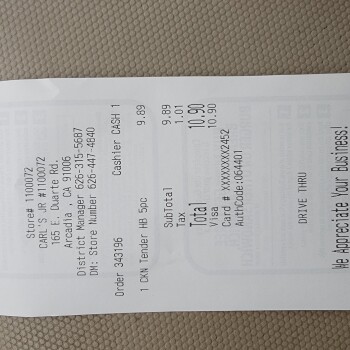 Store# 1100072
CARL'S JR #1100072
165 E. Duarte Rd.
Arcadia , CA 91006
District Manager 626-315-5687
DM: Store Number 626-447-4840
Order 343196 Cashier CASH 1
1 CKN Tender HB 5pc 9.89
SubTotal 9.89
Tax 1.01
Total 10.90
Visa 10.90
Card # XXXXXXXX2452
AuthCode:064401
DRIVE THRU
We Appreciate Your Business!